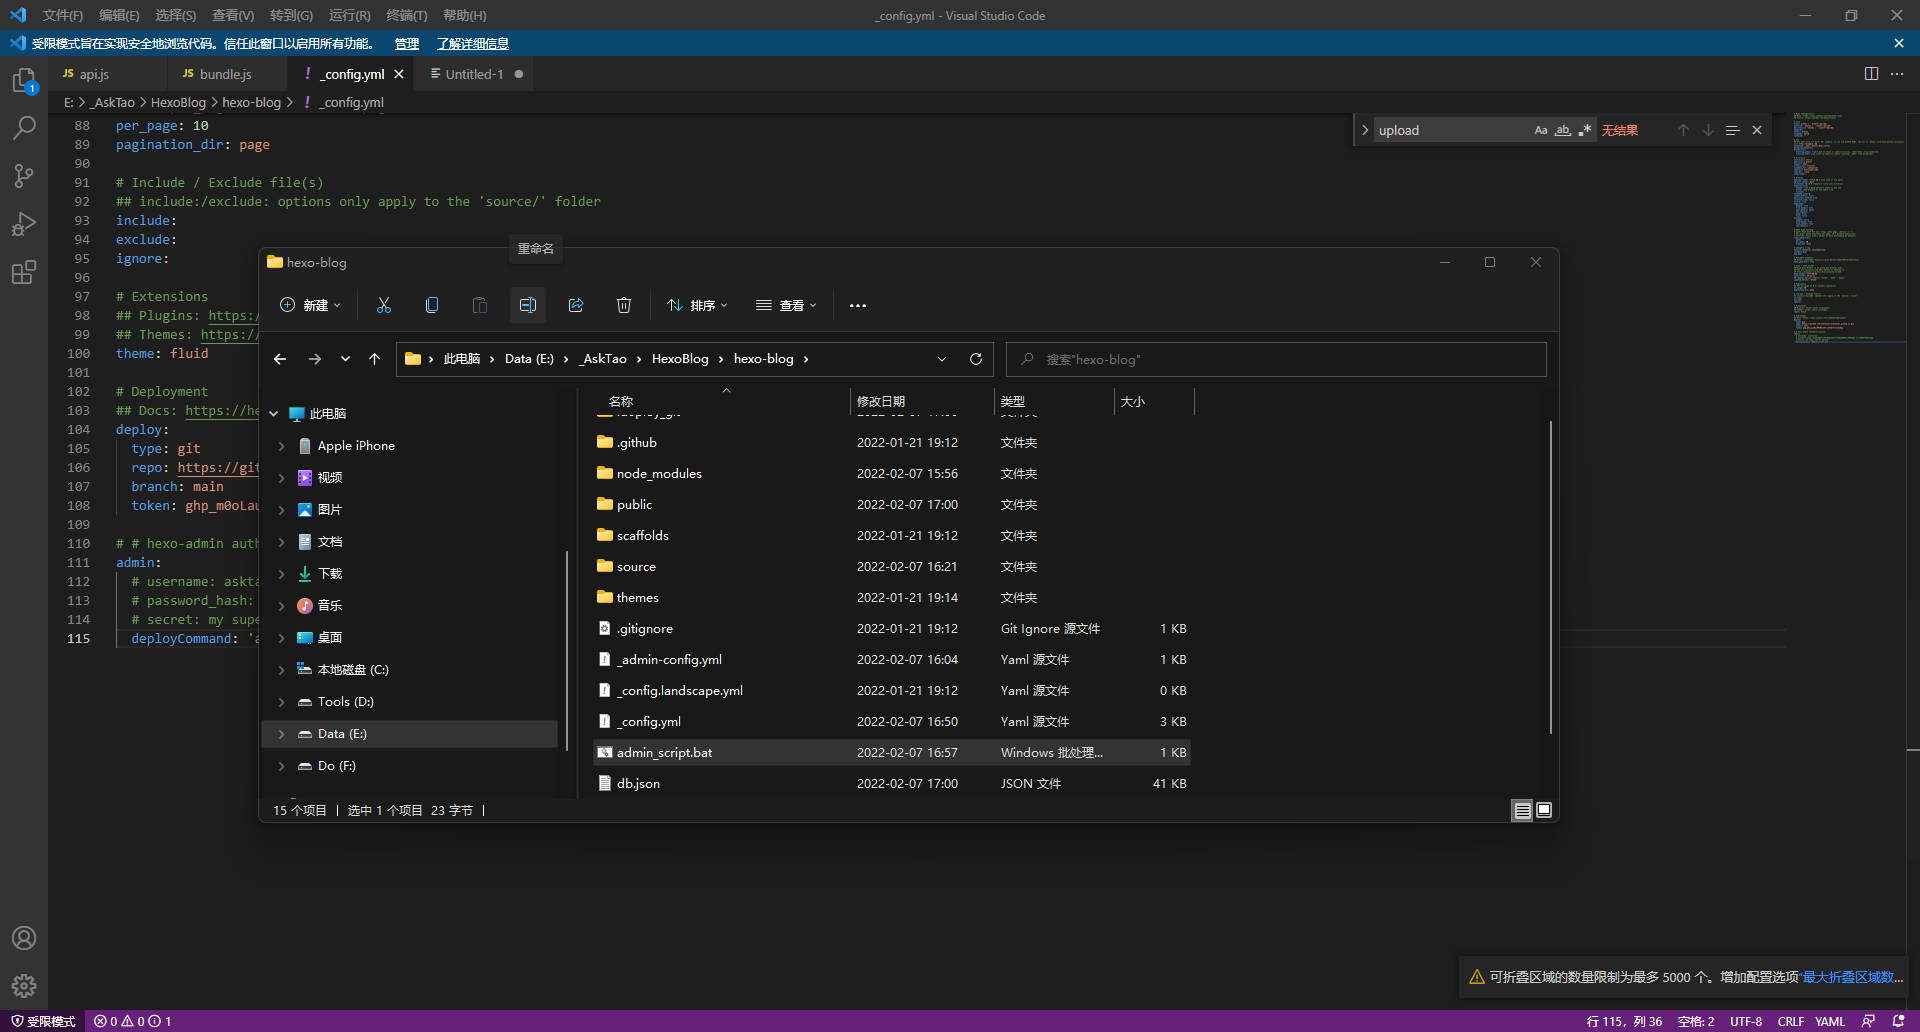 文件(F) 编辑(E) 选择(S) 查看(V) 转到(G) 运行(R) 终端(T) 帮助(H) _config.yml - Visual Studio Code
受限模式旨在实现安全地浏览代码。信任此窗口以启用所有功能。 管理 了解详细信息
1
JS api.js JS bundle.js ! _config.yml Untitled-1
E: > _AskTao > HexoBlog > hexo-blog > ! _config.yml
upload Aa ab .* 无结果
88 per_page: 10
89 pagination_dir: page
90
91 # Include / Exclude file(s)
92 ## include:/exclude: options only apply to the 'source/' folder
93 include:
94 exclude:
95 ignore:
96
97 # Extensions
98 ## Plugins: https:/
99 ## Themes: https://
100 theme: fluid
101
102 # Deployment
103 ## Docs: https://he
104 deploy:
105 type: git
106 repo: https://git
107 branch: main
108 token: ghp_m0oLau
109
110 # # hexo-admin auth
111 admin:
112 # username: askta
113 # password_hash:
114 # secret: my supe
115 deployCommand: 'a
重命名
hexo-blog
新建 排序 查看
此电脑 > Data (E:) > _AskTao > HexoBlog > hexo-blog >
搜索"hexo-blog"
此电脑
Apple iPhone
视频
图片
文档
下载
音乐
桌面
本地磁盘 (C:)
Tools (D:)
Data (E:)
Do (F:)
名称 修改日期 类型 大小
.github 2022-01-21 19:12 文件夹
node_modules 2022-02-07 15:56 文件夹
public 2022-02-07 17:00 文件夹
scaffolds 2022-01-21 19:12 文件夹
source 2022-02-07 16:21 文件夹
themes 2022-01-21 19:14 文件夹
.gitignore 2022-01-21 19:12 Git Ignore 源文件 1 KB
_admin-config.yml 2022-02-07 16:04 Yaml 源文件 1 KB
_config.landscape.yml 2022-01-21 19:12 Yaml 源文件 0 KB
_config.yml 2022-02-07 16:50 Yaml 源文件 3 KB
admin_script.bat 2022-02-07 16:57 Windows 批处理... 1 KB
db.json 2022-02-07 17:00 JSON 文件 41 KB
15 个项目 | 选中 1 个项目 23 字节 |
可折叠区域的数量限制为最多 5000 个。增加配置选项“最大折叠区域数...
受限模式 0 0 1 行 115，列 36 空格: 2 UTF-8 CRLF YAML